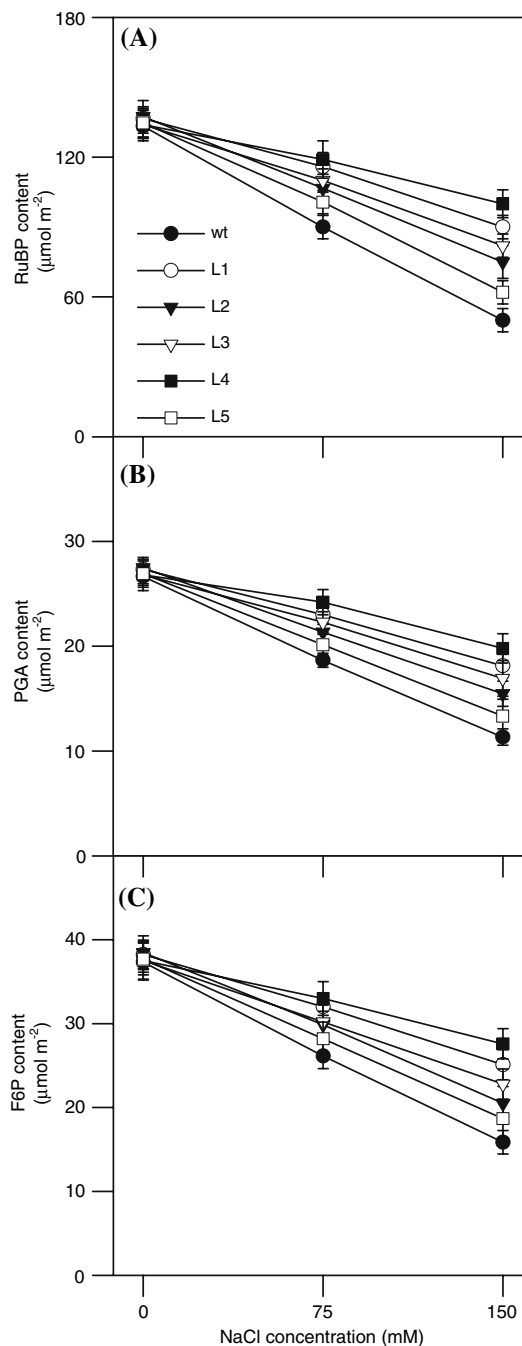 (A)
180
120
60
0
RuBP content
(µmol m⁻²)
wt
L1
L2
L3
L4
L5
(B)
30
20
10
0
PGA content
(µmol m⁻²)
(C)
40
30
20
10
0
F6P content
(µmol m⁻²)
0 75 150
NaCl concentration (mM)